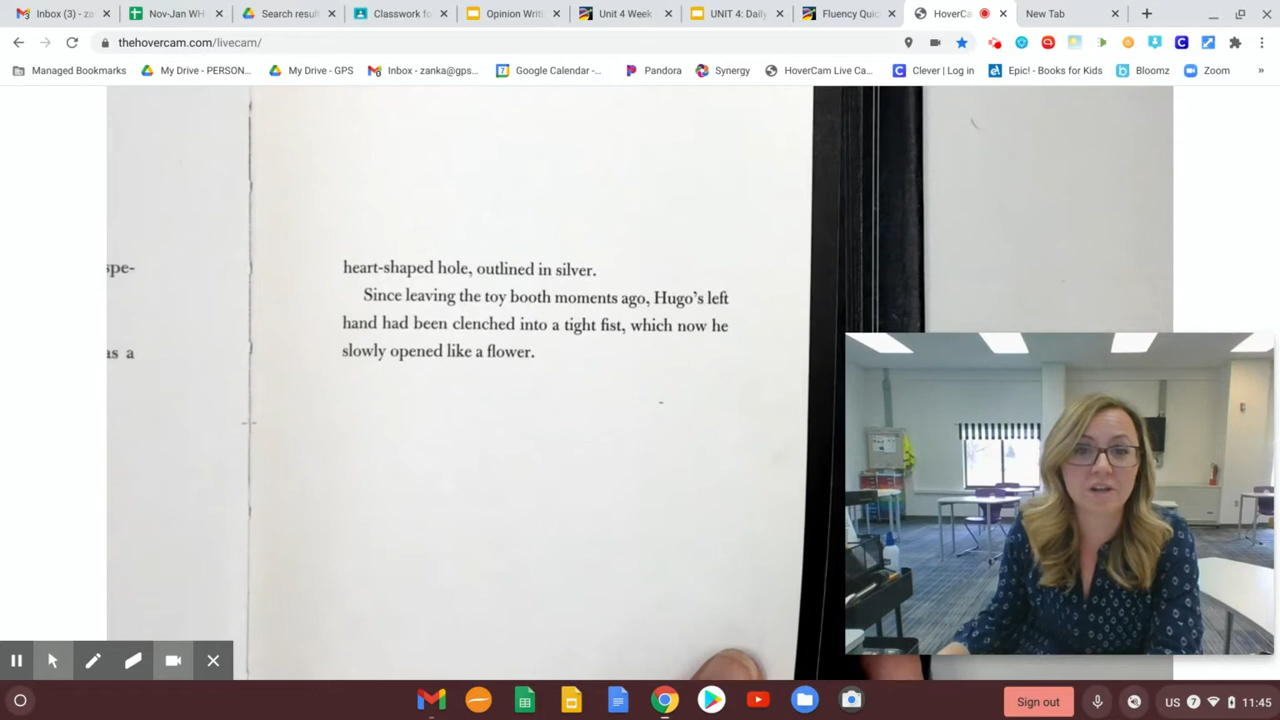 Inbox (3) - za
Nov-Jan WH
Search resul
Classwork fo
Opinion Writi
Unit 4 Week
UNIT 4: Daily
Fluency Quic
HoverCa
New Tab
thehovercam.com/livecam/
Managed Bookmarks
My Drive - PERSON...
My Drive - GPS
Inbox - zanka@gps...
Google Calendar -...
Pandora
Synergy
HoverCam Live Ca...
Clever | Log in
Epic! - Books for Kids
Bloomz
Zoom
spe-
as a
heart-shaped hole, outlined in silver.
Since leaving the toy booth moments ago, Hugo's left
hand had been clenched into a tight fist, which now he
slowly opened like a flower.
Sign out
US
7
11:45